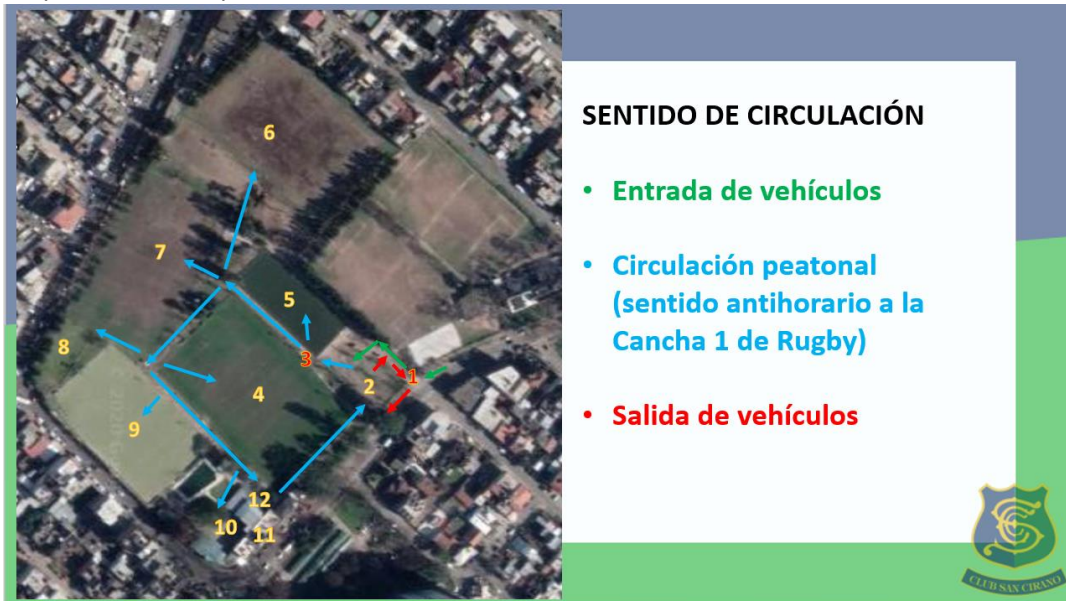 SENTIDO DE CIRCULACIÓN
• Entrada de vehículos
• Circulación peatonal
(sentido antihorario a la
Cancha 1 de Rugby)
• Salida de vehículos
6
7
5
8
3
2
1
4
9
12
10
11
CLUB SAN CIRANO